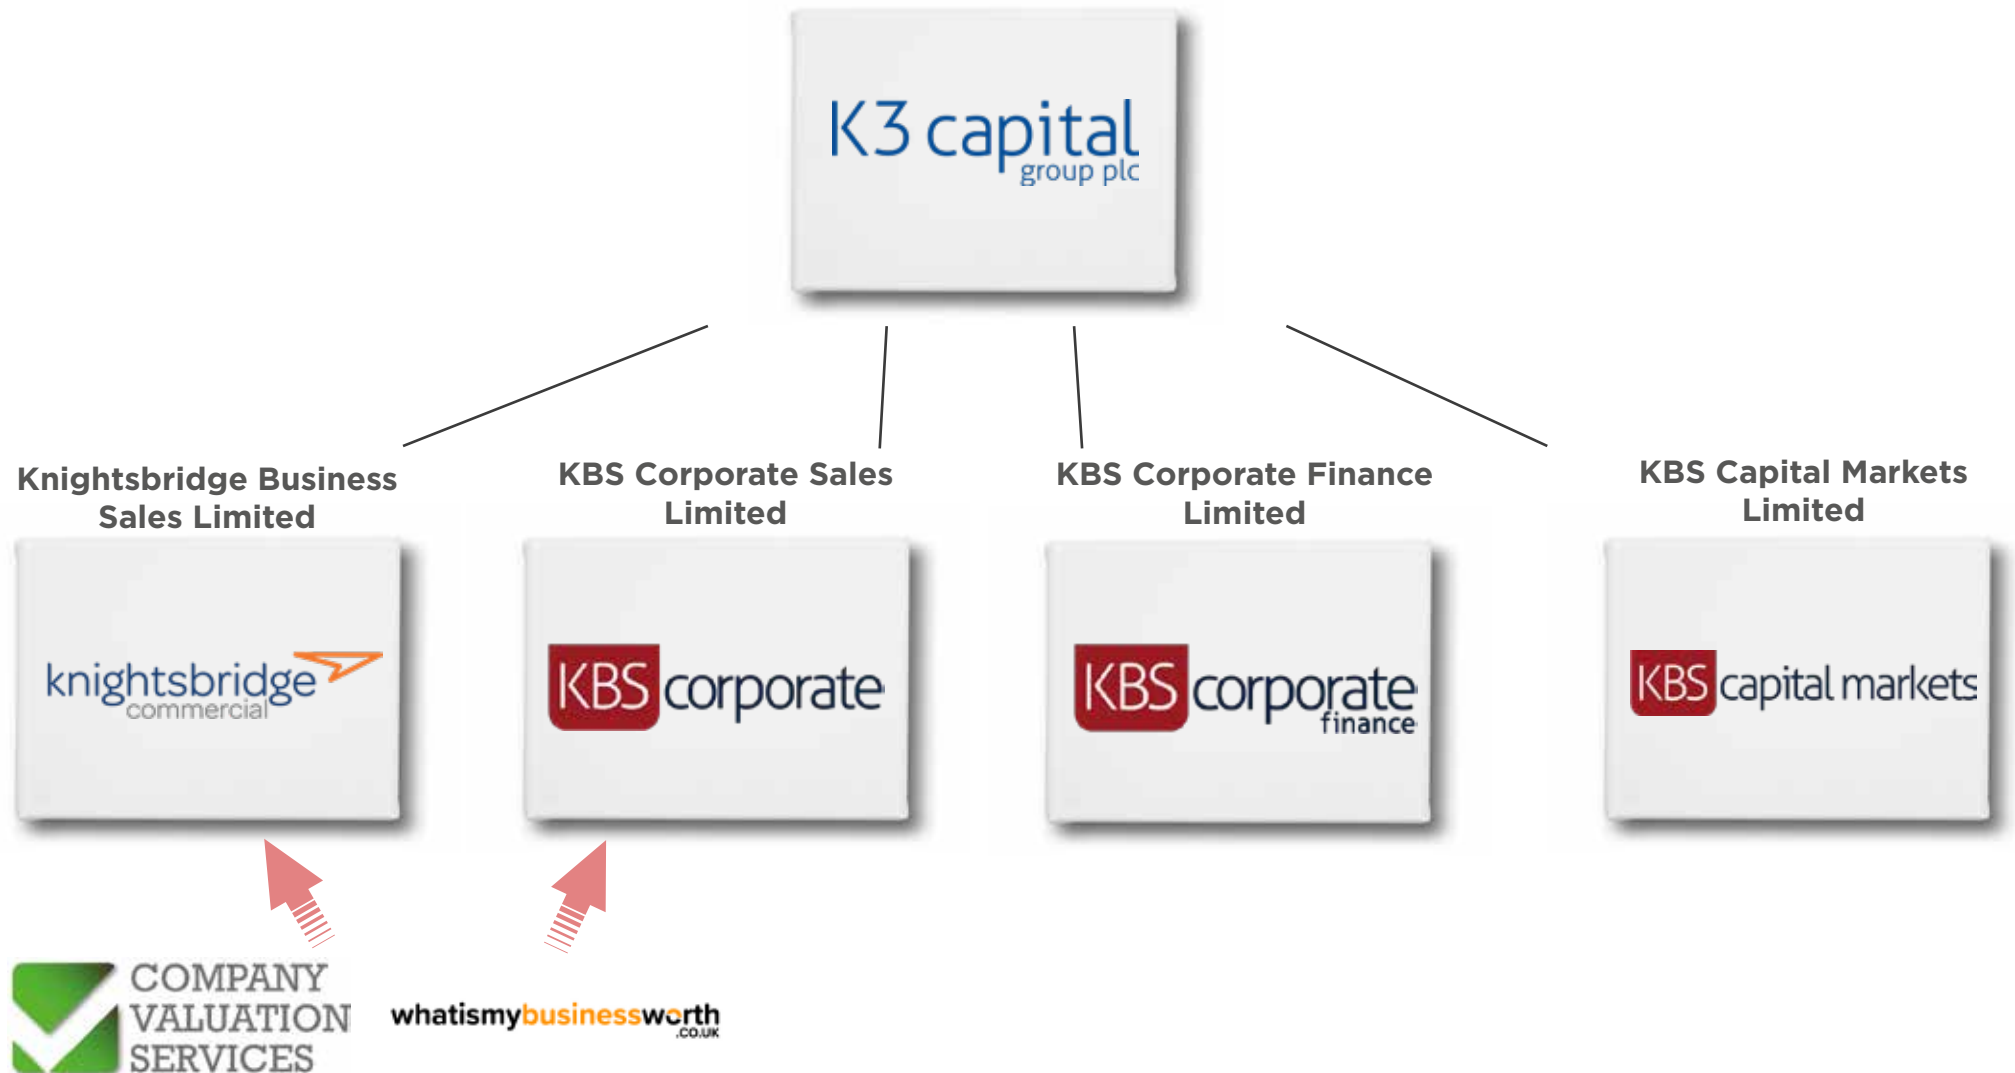 K3 capital
group plc
Knightsbridge Business
Sales Limited
KBS Corporate Sales
Limited
KBS Corporate Finance
Limited
KBS Capital Markets
Limited
knightsbridge
commercial
KBS corporate
KBS corporate
finance
KBS capital markets
COMPANY
VALUATION
SERVICES
whatismybusinessworth
.CO.UK